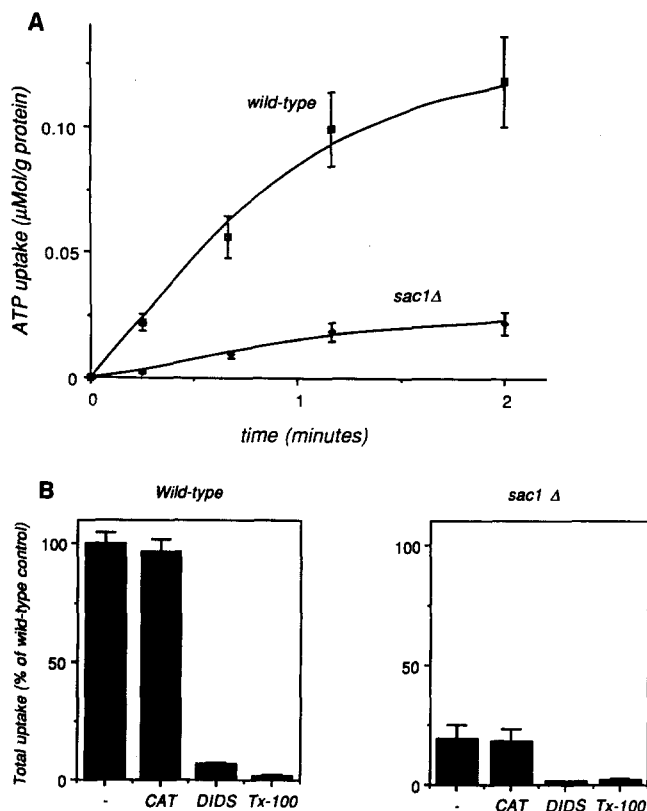 A
ATP uptake (μMol/g protein)
0.10
0.05
0
wild-type
sac1Δ
0 1 2
time (minutes)
B
Wild-type
Total uptake (% of wild-type control)
100
50
0
- CAT DIDS Tx-100
sac1 Δ
100
50
0
- CAT DIDS Tx-100